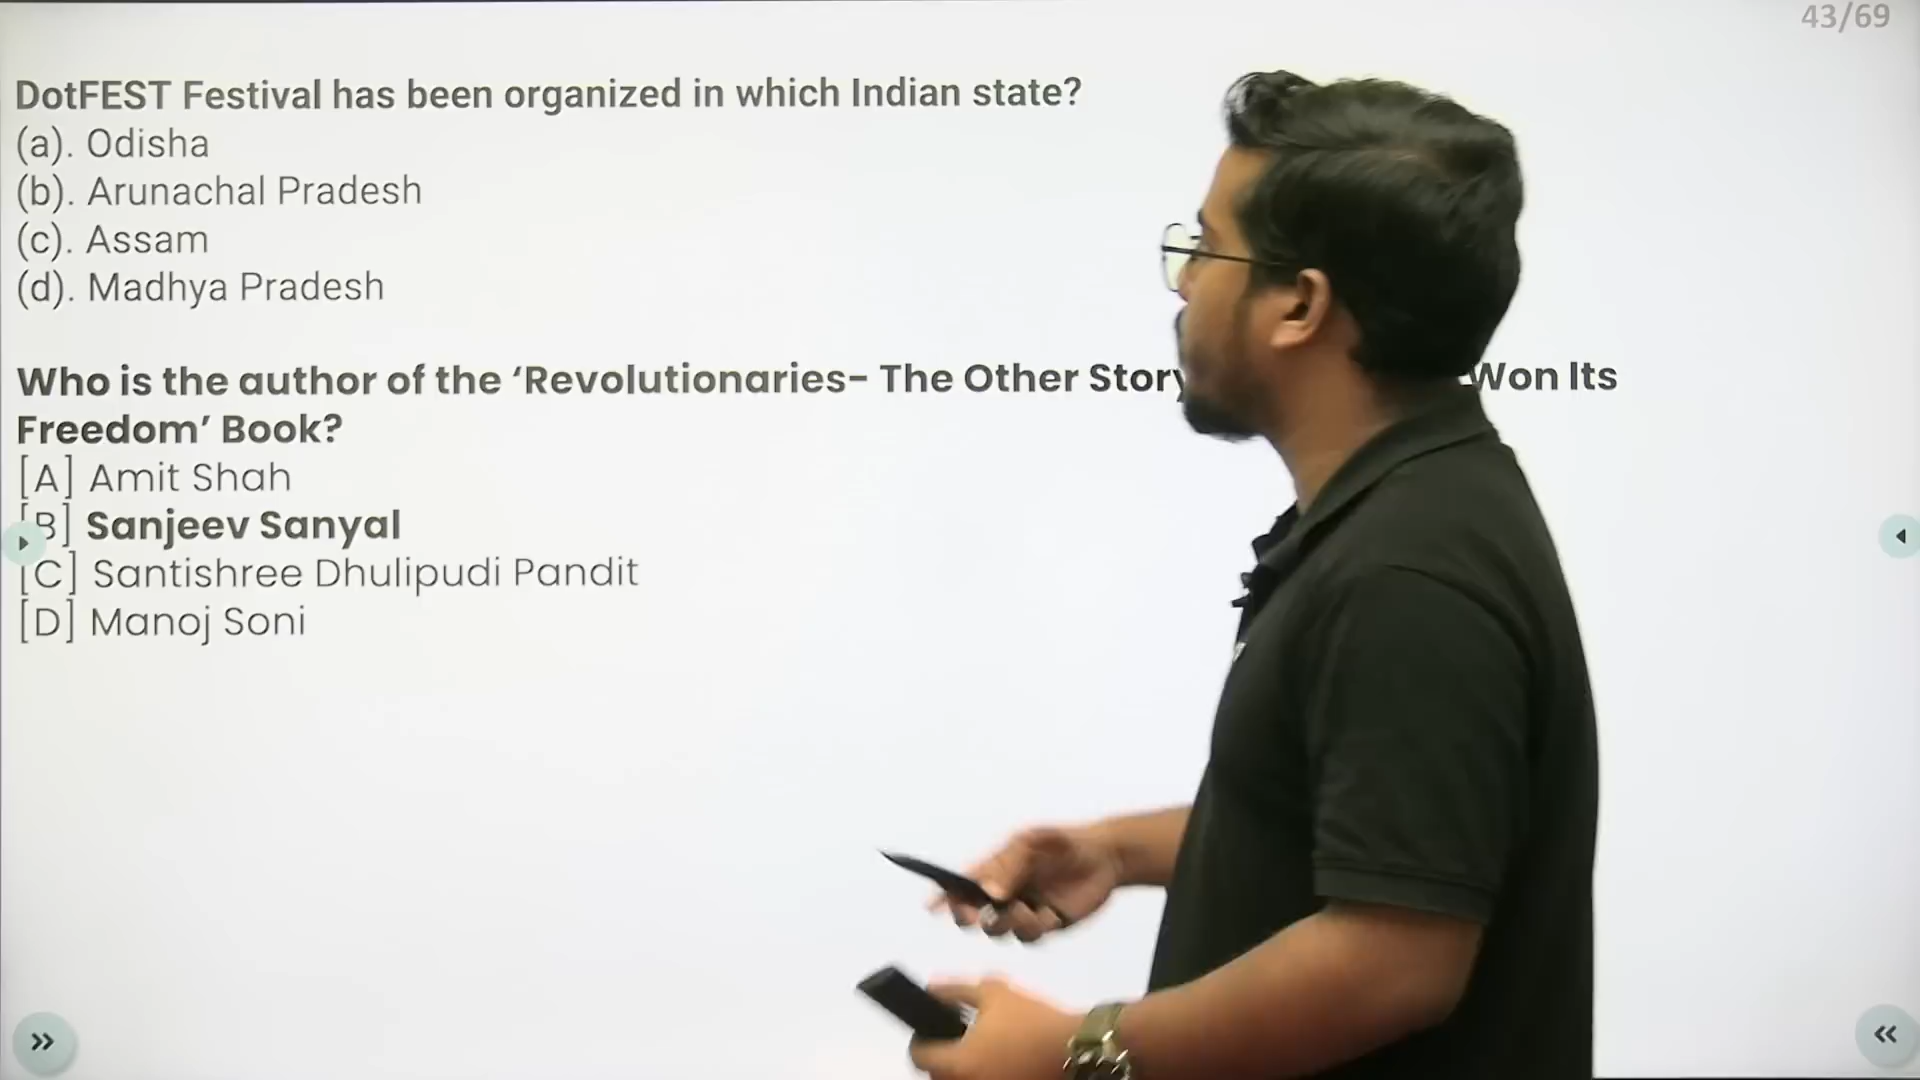 43/69
DotFEST Festival has been organized in which Indian state?
(a). Odisha
(b). Arunachal Pradesh
(c). Assam
(d). Madhya Pradesh
Who is the author of the ‘Revolutionaries- The Other Story Won Its
Freedom’ Book?
[A] Amit Shah
[B] Sanjeev Sanyal
[C] Santishree Dhulipudi Pandit
[D] Manoj Soni